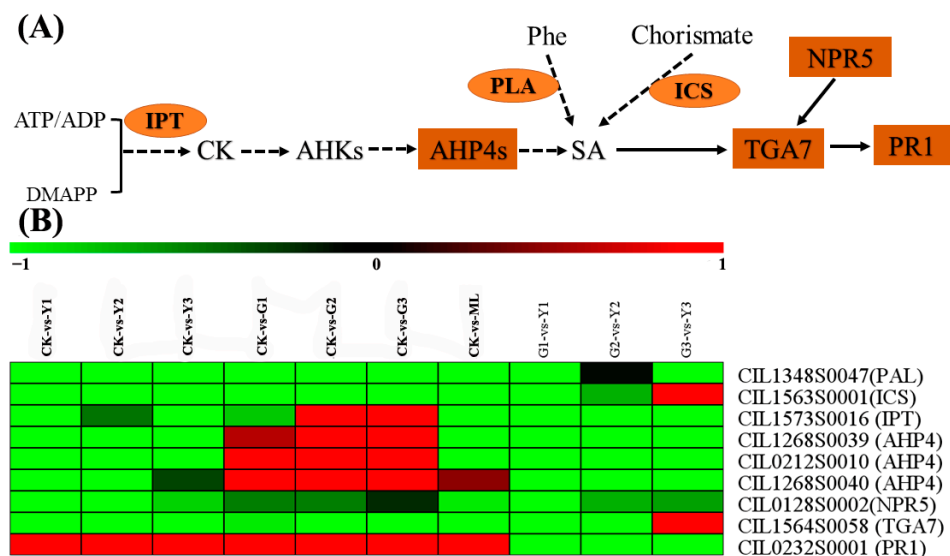 (A)
Phe
Chorismate
NPR5
PLA
ICS
ATP/ADP
IPT
CK
AHKs
AHP4s
SA
TGA7
PR1
DMAPP
(B)
−1
0
1
CK-vs-Y1
CK-vs-Y2
CK-vs-Y3
CK-vs-G1
CK-vs-G2
CK-vs-G3
CK-vs-ML
G1-vs-Y1
G2-vs-Y2
G3-vs-Y3
CIL1348S0047(PAL)
CIL1563S0001(ICS)
CIL1573S0016 (IPT)
CIL1268S0039 (AHP4)
CIL0212S0010 (AHP4)
CIL1268S0040 (AHP4)
CIL0128S0002(NPR5)
CIL1564S0058 (TGA7)
CIL0232S0001 (PR1)